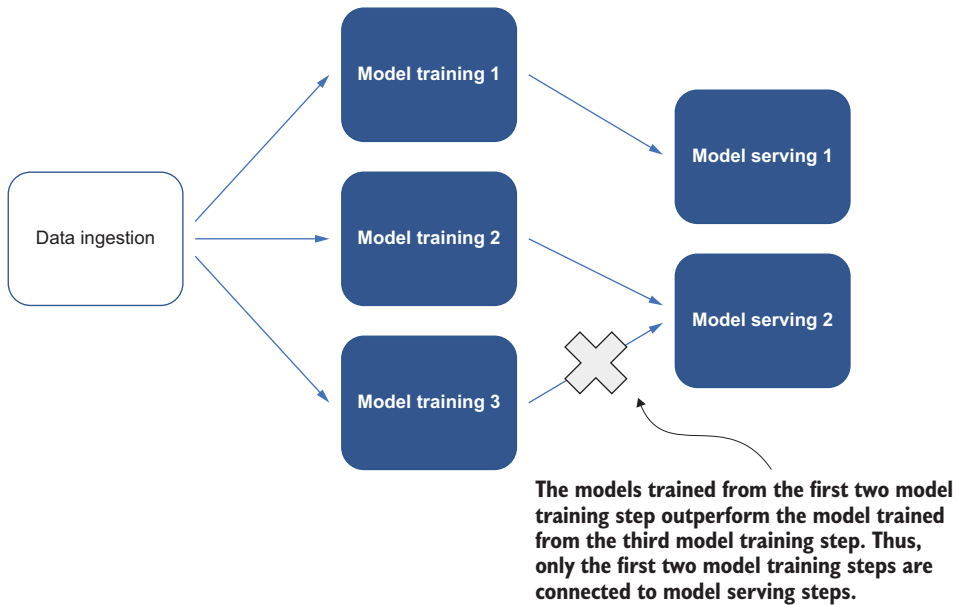 Model training 1
Model serving 1
Data ingestion
Model training 2
Model serving 2
Model training 3
The models trained from the first two model
training step outperform the model trained
from the third model training step. Thus,
only the first two model training steps are
connected to model serving steps.